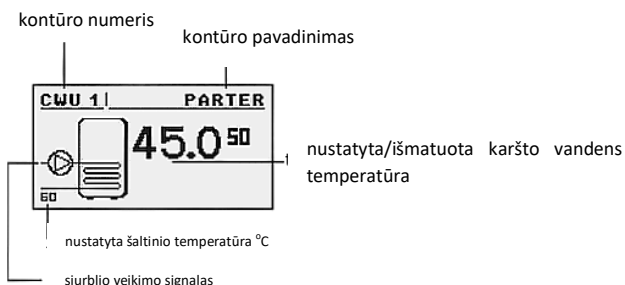 kontūro numeris
kontūro pavadinimas
CWU 1
PARTER
45.0 50
nustatyta/išmatuota karšto vandens
temperatūra
60
nustatyta šaltinio temperatūra °C
siurblio veikimo signalas